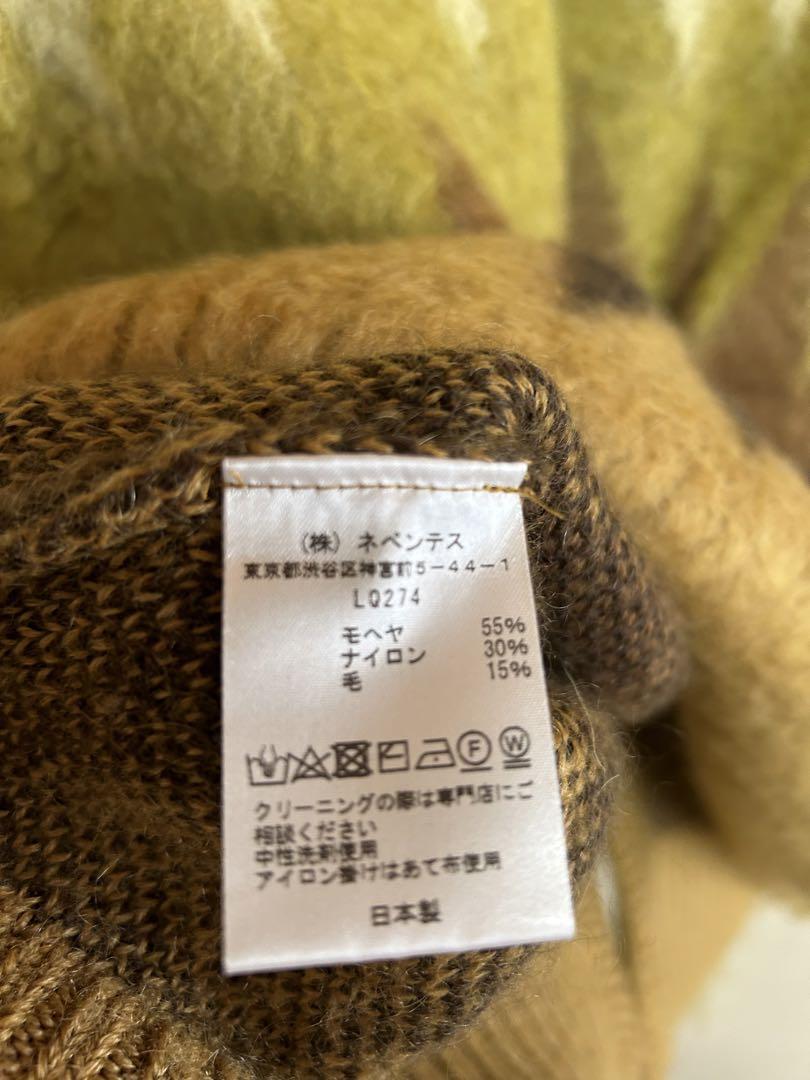 (株) ネペンテス
東京都渋谷区神宮前5-44-1
LQ274
モヘヤ 55%
ナイロン 30%
毛 15%
F W
クリーニングの際は専門店にご
相談ください
中性洗剤使用
アイロン掛けはあて布使用
日本製